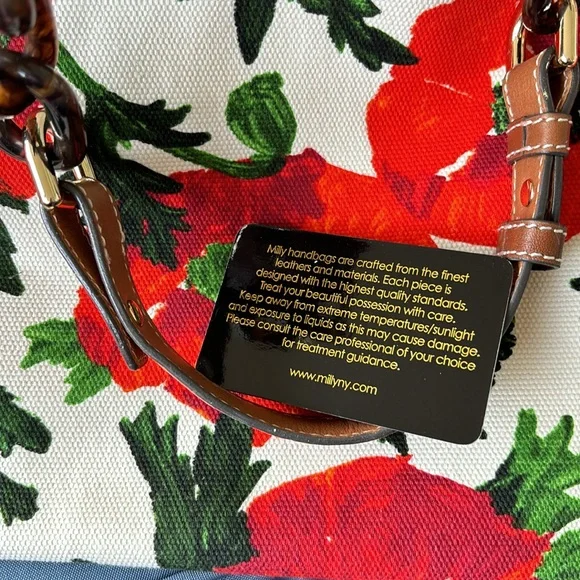 Milly handbags are crafted from the finest
leathers and materials. Each piece is
designed with the highest quality standards.
Treat your beautiful possession with care.
Keep away from extreme temperatures/sunlight
and exposure to liquids as this may cause damage.
Please consult the care professional of your choice
for treatment guidance.
www.millyny.com